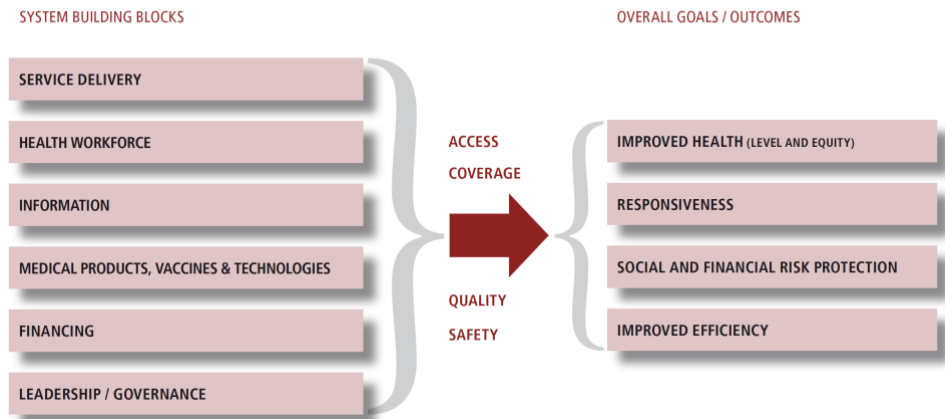 SYSTEM BUILDING BLOCKS
OVERALL GOALS / OUTCOMES
SERVICE DELIVERY
HEALTH WORKFORCE
INFORMATION
MEDICAL PRODUCTS, VACCINES & TECHNOLOGIES
FINANCING
LEADERSHIP / GOVERNANCE
ACCESS
COVERAGE
QUALITY
SAFETY
IMPROVED HEALTH (LEVEL AND EQUITY)
RESPONSIVENESS
SOCIAL AND FINANCIAL RISK PROTECTION
IMPROVED EFFICIENCY